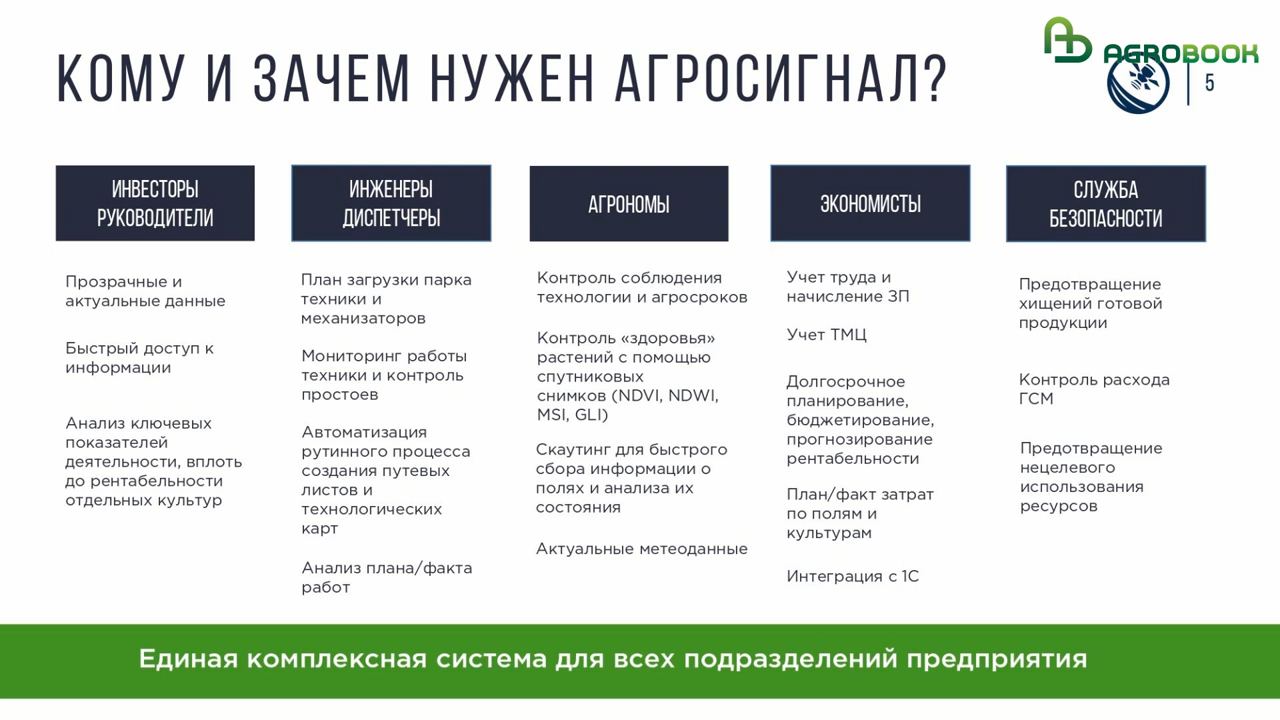 AGROBOOK
КОМУ И ЗАЧЕМ НУЖЕН АГРОСИГНАЛ?
5
ИНВЕСТОРЫ
РУКОВОДИТЕЛИ
Прозрачные и
актуальные данные
Быстрый доступ к
информации
Анализ ключевых
показателей
деятельности, вплоть
до рентабельности
отдельных культур
ИНЖЕНЕРЫ
ДИСПЕТЧЕРЫ
План загрузки парка
техники и
механизаторов
Мониторинг работы
техники и контроль
простоев
Автоматизация
рутинного процесса
создания путевых
листов и
технологических
карт
Анализ плана/факта
работ
АГРОНОМЫ
Контроль соблюдения
технологии и агросроков
Контроль «здоровья»
растений с помощью
спутниковых
снимков (NDVI, NDWI,
MSI, GLI)
Скаутинг для быстрого
сбора информации о
полях и анализа их
состояния
Актуальные метеоданные
ЭКОНОМИСТЫ
Учет труда и
начисление ЗП
Учет ТМЦ
Долгосрочное
планирование,
бюджетирование,
прогнозирование
рентабельности
План/факт затрат
по полям и
культурам
Интеграция с 1С
СЛУЖБА
БЕЗОПАСНОСТИ
Предотвращение
хищений готовой
продукции
Контроль расхода
ГСМ
Предотвращение
нецелевого
использования
ресурсов
Единая комплексная система для всех подразделений предприятия